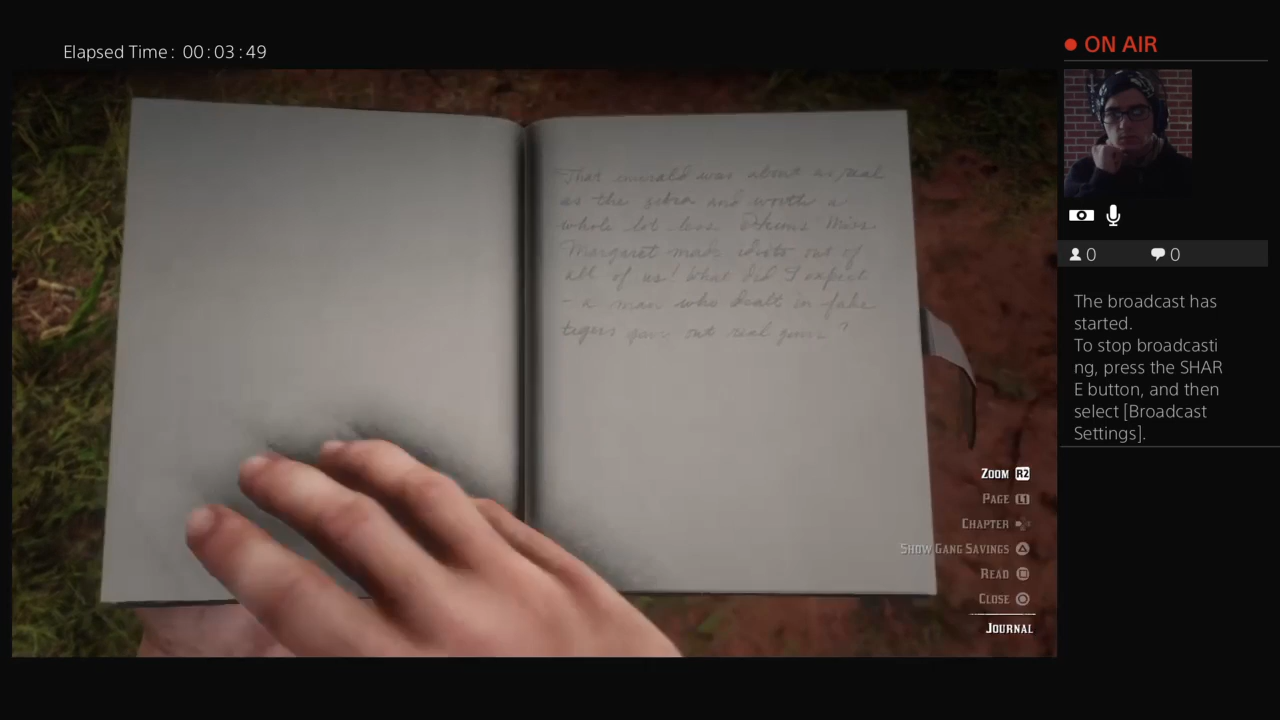 Elapsed Time: 00:03:49
ON AIR
0 0
The broadcast has
started.
To stop broadcasti
ng, press the SHAR
E button, and then
select [Broadcast
Settings].
That emerald was about as real
as the zebra and worth a
whole lot less. Hums Miss
Margaret made idiots out of
all of us! What did I expect
- a man who dealt in fake
tigers gave out real gems?
ZOOM R2
PAGE L1
CHAPTER
SHOW GANG SAVINGS
READ
CLOSE
JOURNAL